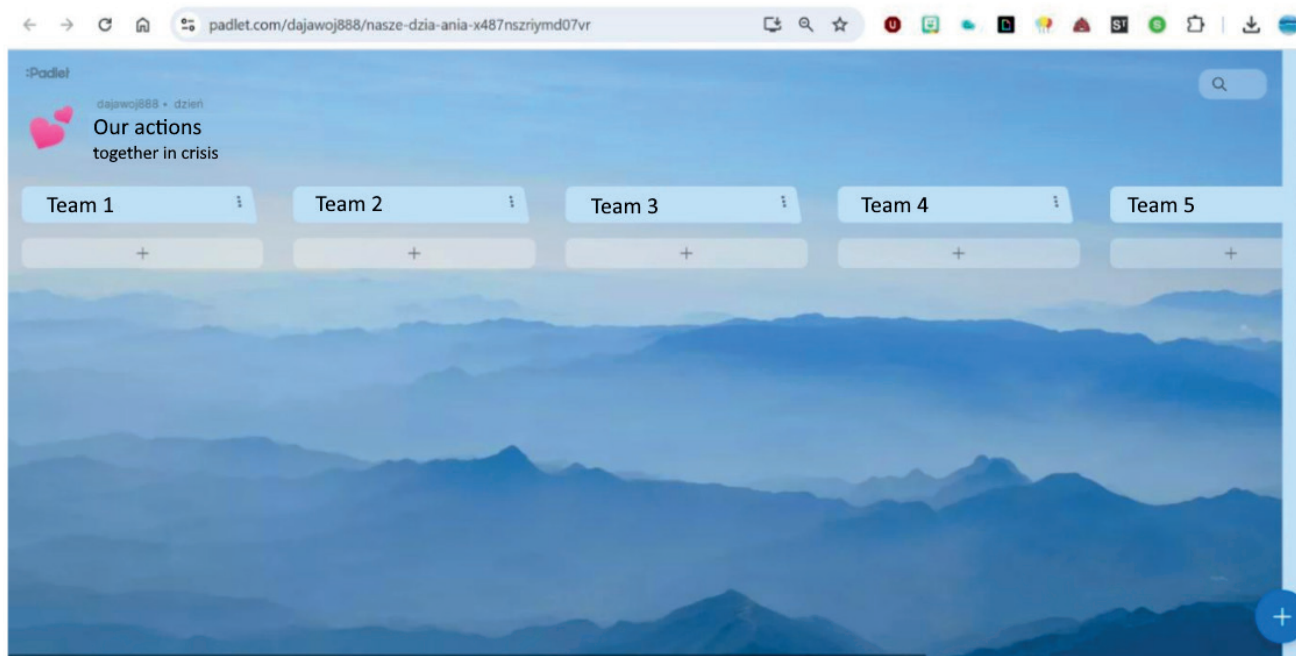 padlet.com/dajawoj888/nasze-dzia-ania-x487nszriymd07vr
:Padlet
dajawoj888 • dzień
Our actions
together in crisis
Team 1
Team 2
Team 3
Team 4
Team 5